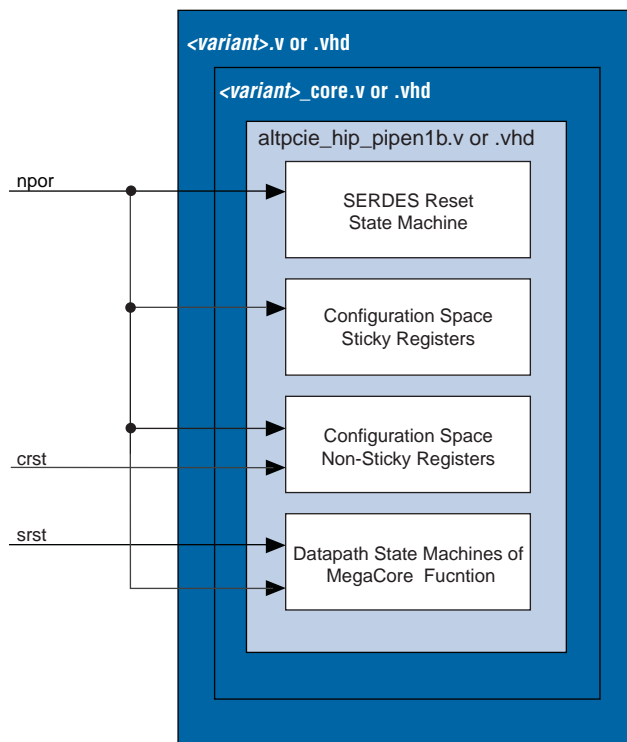 <variant>.v or .vhd
<variant>_core.v or .vhd
altpcie_hip_pipen1b.v or .vhd
npor
SERDES Reset
State Machine
Configuration Space
Sticky Registers
Configuration Space
Non-Sticky Registers
crst
srst
Datapath State Machines of
MegaCore Fucntion